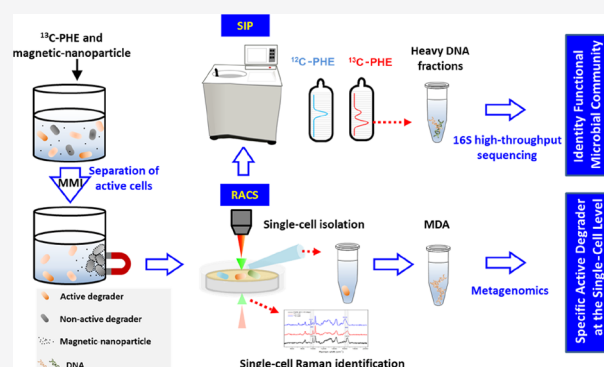 ¹³C-PHE and
magnetic-nanoparticle
MMI
Separation of
active cells
Active degrader
Non-active degrader
Magnetic nanoparticle
DNA
SIP
¹²C-PHE
¹³C-PHE
Heavy DNA
fractions
16S high-throughput
sequencing
Identity Functional
Microbial Community
RACS
Single-cell isolation
MDA
Metagenomics
Single-cell Raman identification
Specific Active Degrader
at the Single-Cell Level